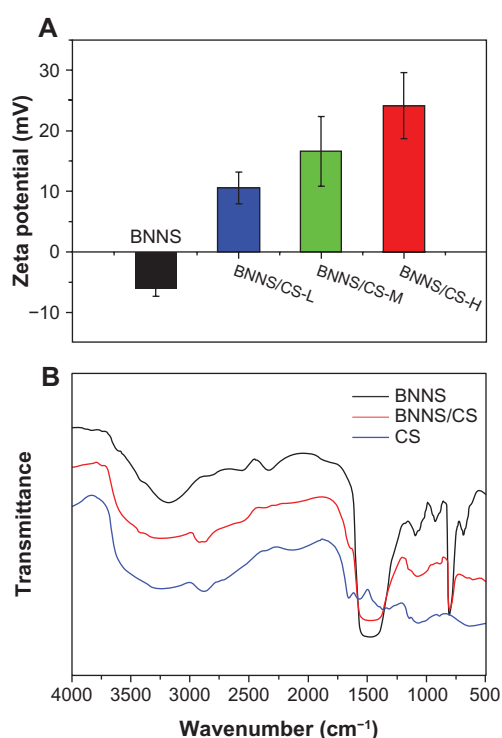 A
Zeta potential (mV)
30
20
10
0
−10
BNNS
BNNS/CS-L
BNNS/CS-M
BNNS/CS-H
B
Transmittance
BNNS
BNNS/CS
CS
4000 3500 3000 2500 2000 1500 1000 500
Wavenumber (cm⁻¹)